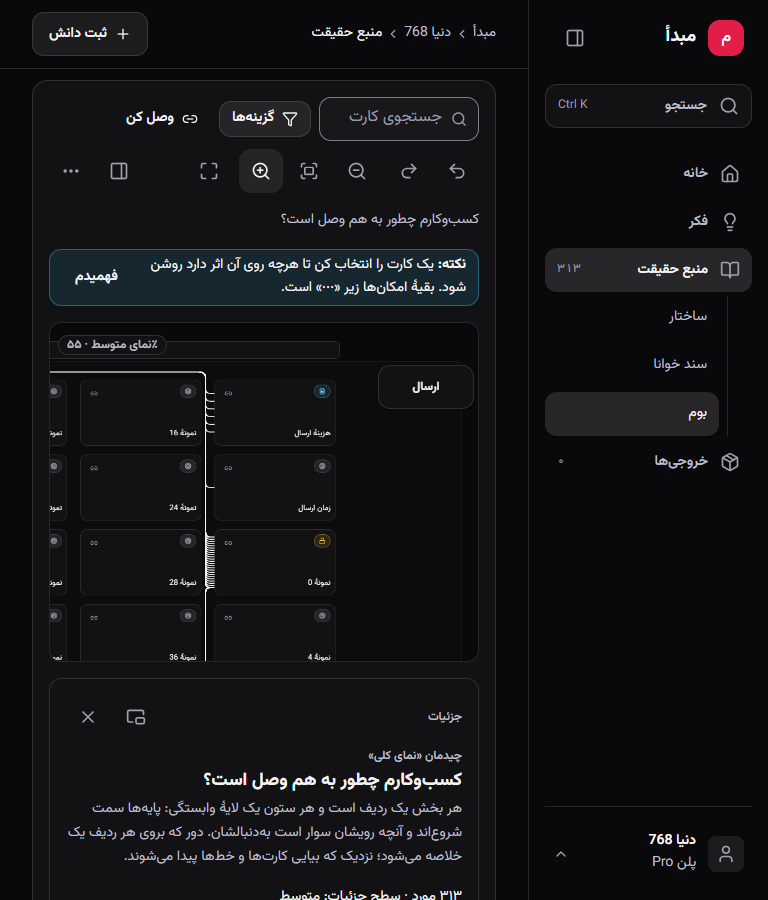 م
مبدأ
جستجو
Ctrl K
خانه
فکر
منبع حقیقت
۳۱۳
ساختار
سند خوانا
بوم
خروجی‌ها
۰
دنیا 768
پلن Pro
مبدأ › دنیا 768 › منبع حقیقت
ثبت دانش
جستجوی کارت
گزینه‌ها
وصل کن
کسب‌وکارم چطور به هم وصل است؟
نکته: یک کارت را انتخاب کن تا هرچه روی آن اثر دارد روشن
شود. بقیهٔ امکان‌ها زیر «···» است.
فهمیدم
٪نمای متوسط · ۵۵
ارسال
هزینهٔ ارسال
نمونهٔ 16
زمان ارسال
نمونهٔ 24
نمونهٔ 0
نمونهٔ 28
نمونهٔ 4
نمونهٔ 36
جزئیات
چیدمان «نمای کلی»
کسب‌وکارم چطور به هم وصل است؟
هر بخش یک ردیف است و هر ستون یک لایهٔ وابستگی: پایه‌ها سمت
شروع‌اند و آنچه رویشان سوار است به‌دنبالشان. دور که بروی هر ردیف یک
خلاصه می‌شود؛ نزدیک که بیایی کارت‌ها و خط‌ها پیدا می‌شوند.
۳۱۳ مورد · سطح جزئیات: متوسط